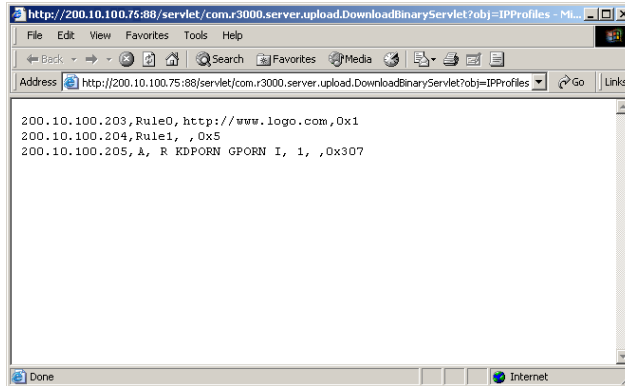 http://200.10.100.75:88/servlet/com.r3000.server.upload.DownloadBinaryServlet?obj=IPProfiles - Mi...
File Edit View Favorites Tools Help
Back Search Favorites Media
Address http://200.10.100.75:88/servlet/com.r3000.server.upload.DownloadBinaryServlet?obj=IPProfiles Go Links
200.10.100.203,Rule0,http://www.logo.com,0x1
200.10.100.204,Rule1, ,0x5
200.10.100.205,A, R KDPORN GPORN I, 1, ,0x307
Done Internet